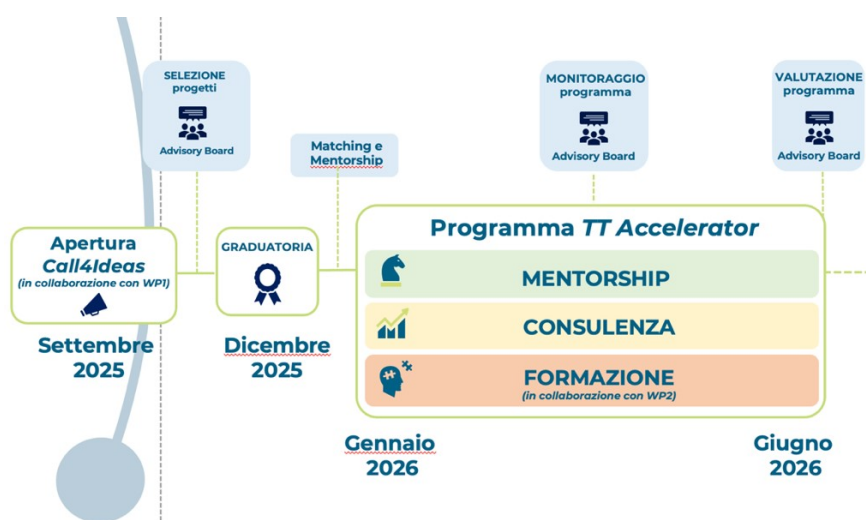 SELEZIONE
progetti
Advisory Board
Matching e
Mentorship
MONITORAGGIO
programma
Advisory Board
VALUTAZIONE
programma
Advisory Board
Apertura
Call4Ideas
(in collaborazione con WP1)
GRADUATORIA
Programma TT Accelerator
MENTORSHIP
CONSULENZA
FORMAZIONE
(in collaborazione con WP2)
Settembre
2025
Dicembre
2025
Gennaio
2026
Giugno
2026